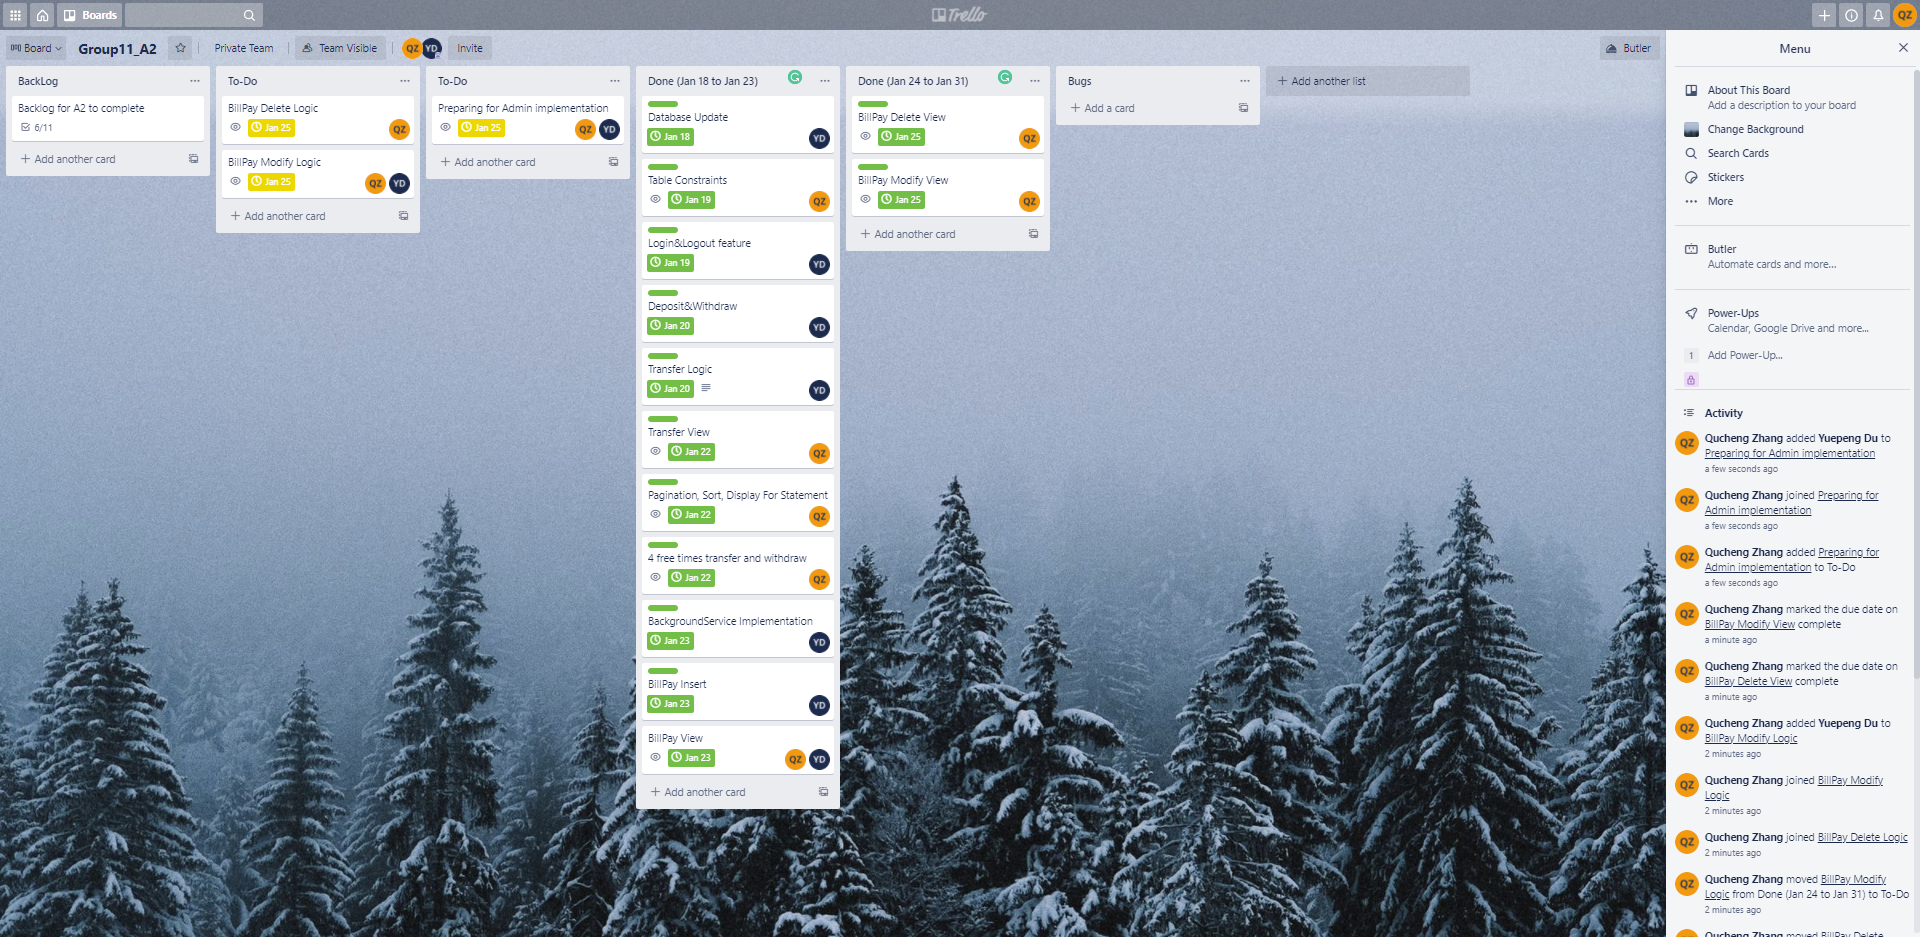 Boards
Trello
QZ
Board
Group11_A2
Private Team
Team Visible
QZ
YD
Invite
Butler
BackLog
Backlog for A2 to complete
6/11
Add another card
To-Do
BillPay Delete Logic
Jan 25
QZ
BillPay Modify Logic
Jan 25
QZ
YD
Add another card
To-Do
Preparing for Admin implementation
Jan 25
QZ
YD
Add another card
Done (Jan 18 to Jan 23)
Database Update
Jan 18
YD
Table Constraints
Jan 19
QZ
Login&Logout feature
Jan 19
YD
Deposit&Withdraw
Jan 20
YD
Transfer Logic
Jan 20
YD
Transfer View
Jan 22
QZ
Pagination, Sort, Display For Statement
Jan 22
QZ
4 free times transfer and withdraw
Jan 22
QZ
BackgroundService Implementation
Jan 23
YD
BillPay Insert
Jan 23
YD
BillPay View
Jan 23
QZ
YD
Add another card
Done (Jan 24 to Jan 31)
BillPay Delete View
Jan 25
QZ
BillPay Modify View
Jan 25
QZ
Add another card
Bugs
Add a card
Add another list
Menu
About This Board
Add a description to your board
Change Background
Search Cards
Stickers
More
Butler
Automate cards and more...
Power-Ups
Calendar, Google Drive and more...
1
Add Power-Up...
Activity
QZ
Qucheng Zhang added Yuepeng Du to
Preparing for Admin implementation
a few seconds ago
QZ
Qucheng Zhang joined Preparing for
Admin implementation
a few seconds ago
QZ
Qucheng Zhang added Preparing for
Admin implementation to To-Do
a few seconds ago
QZ
Qucheng Zhang marked the due date on
BillPay Modify View complete
a minute ago
QZ
Qucheng Zhang marked the due date on
BillPay Delete View complete
a minute ago
QZ
Qucheng Zhang added Yuepeng Du to
BillPay Modify Logic
2 minutes ago
QZ
Qucheng Zhang joined BillPay Modify
Logic
2 minutes ago
QZ
Qucheng Zhang joined BillPay Delete Logic
2 minutes ago
QZ
Qucheng Zhang moved BillPay Modify
Logic from Done (Jan 24 to Jan 31) to To-Do
2 minutes ago
Qucheng Zhang moved BillPay Delete